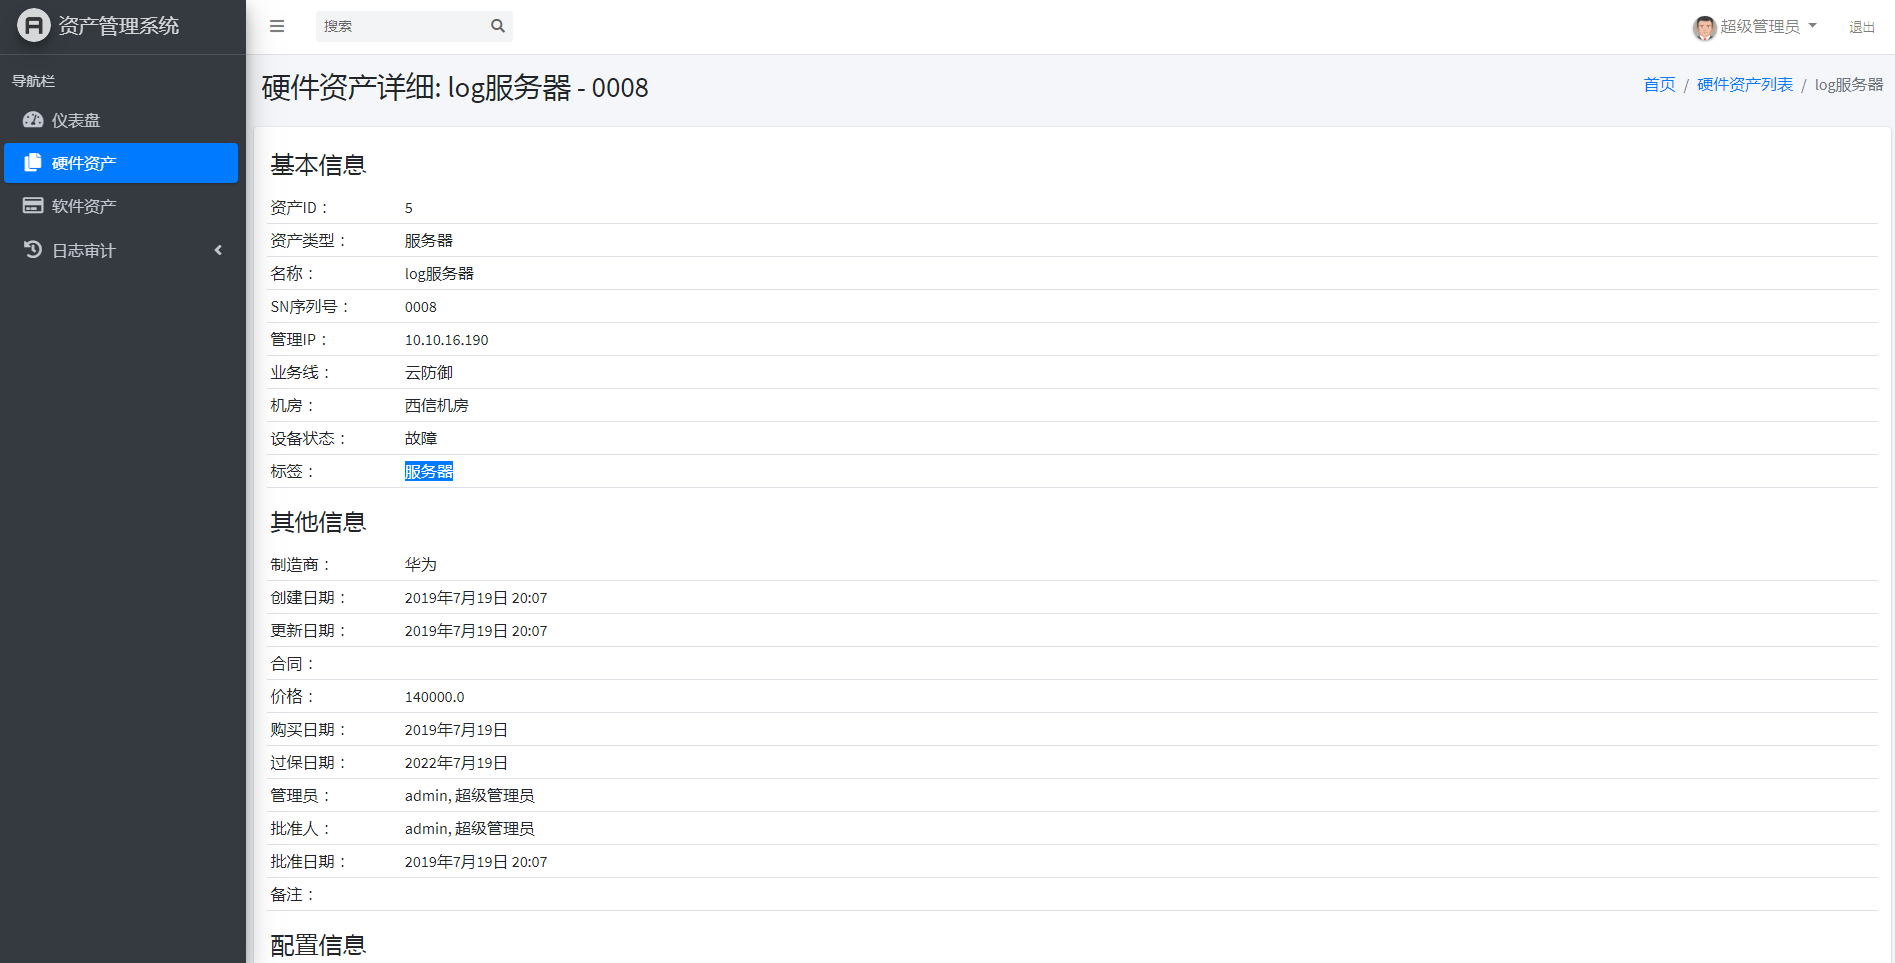 资产管理系统
搜索
超级管理员
退出
导航栏
仪表盘
硬件资产
软件资产
日志审计
硬件资产详细: log服务器 - 0008
首页 / 硬件资产列表 / log服务器
基本信息
资产ID： 5
资产类型： 服务器
名称： log服务器
SN序列号： 0008
管理IP： 10.10.16.190
业务线： 云防御
机房： 西信机房
设备状态： 故障
标签： 服务器
其他信息
制造商： 华为
创建日期： 2019年7月19日 20:07
更新日期： 2019年7月19日 20:07
合同：
价格： 140000.0
购买日期： 2019年7月19日
过保日期： 2022年7月19日
管理员： admin, 超级管理员
批准人： admin, 超级管理员
批准日期： 2019年7月19日 20:07
备注：
配置信息